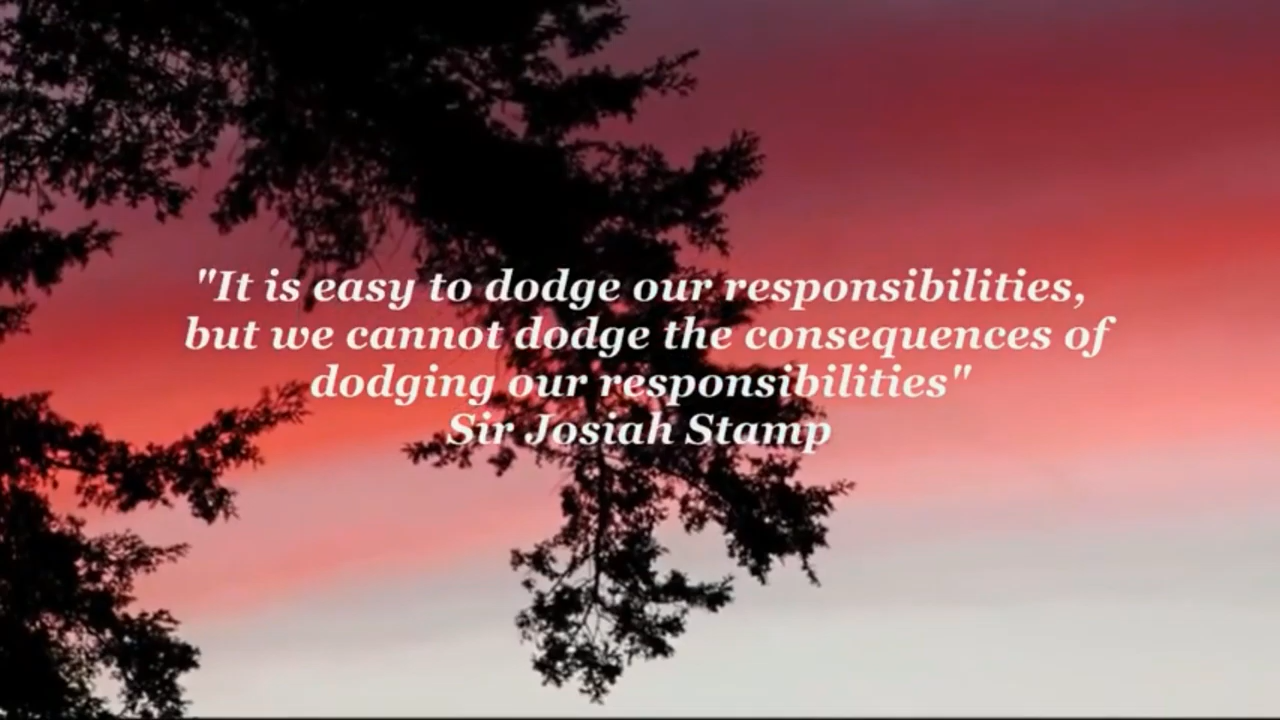 "It is easy to dodge our responsibilities,
but we cannot dodge the consequences of
dodging our responsibilities"
Sir Josiah Stamp